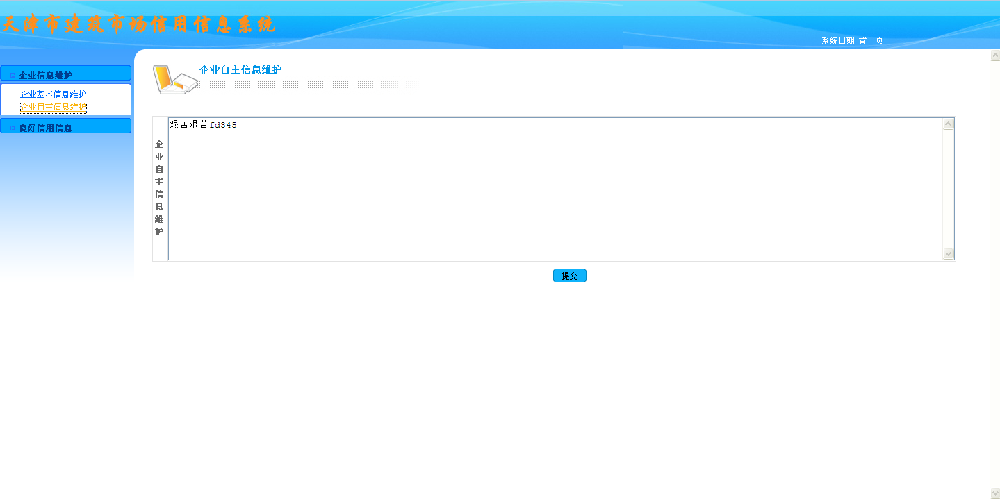 天津市建筑市场信用信息系统
系统日期 首 页
企业信息维护
企业基本信息维护
企业自主信息维护
良好信用信息
企业自主信息维护
企
业
自
主
信
息
维
护
艰苦艰苦fd345
提交